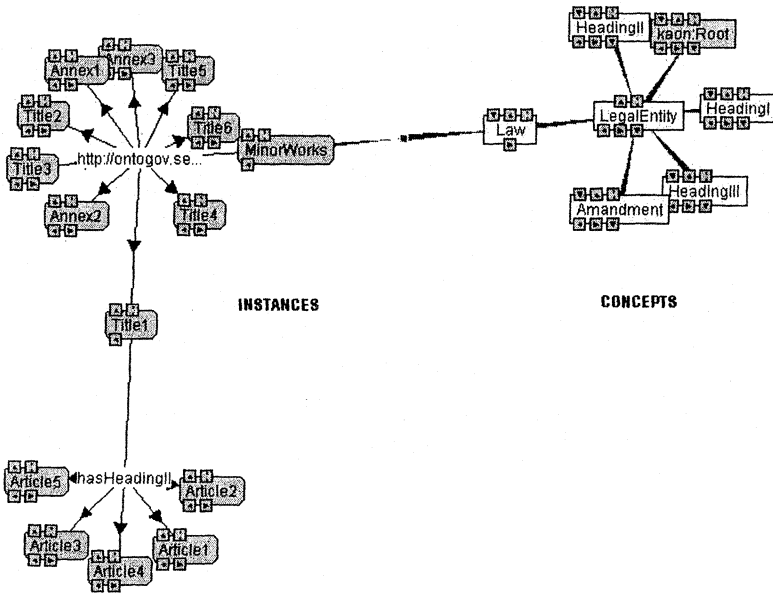 HeadingII
kaon:Root
Annex3
Annex1
Title5
Title2
Title6
LegalEntity
HeadingI
Law
MinorWorks
http://ontogov.se...
Title3
HeadingIII
Annex2
Title4
Amandment
INSTANCES
CONCEPTS
Title1
hasHeadingII
Article5
Article2
Article3
Article1
Article4